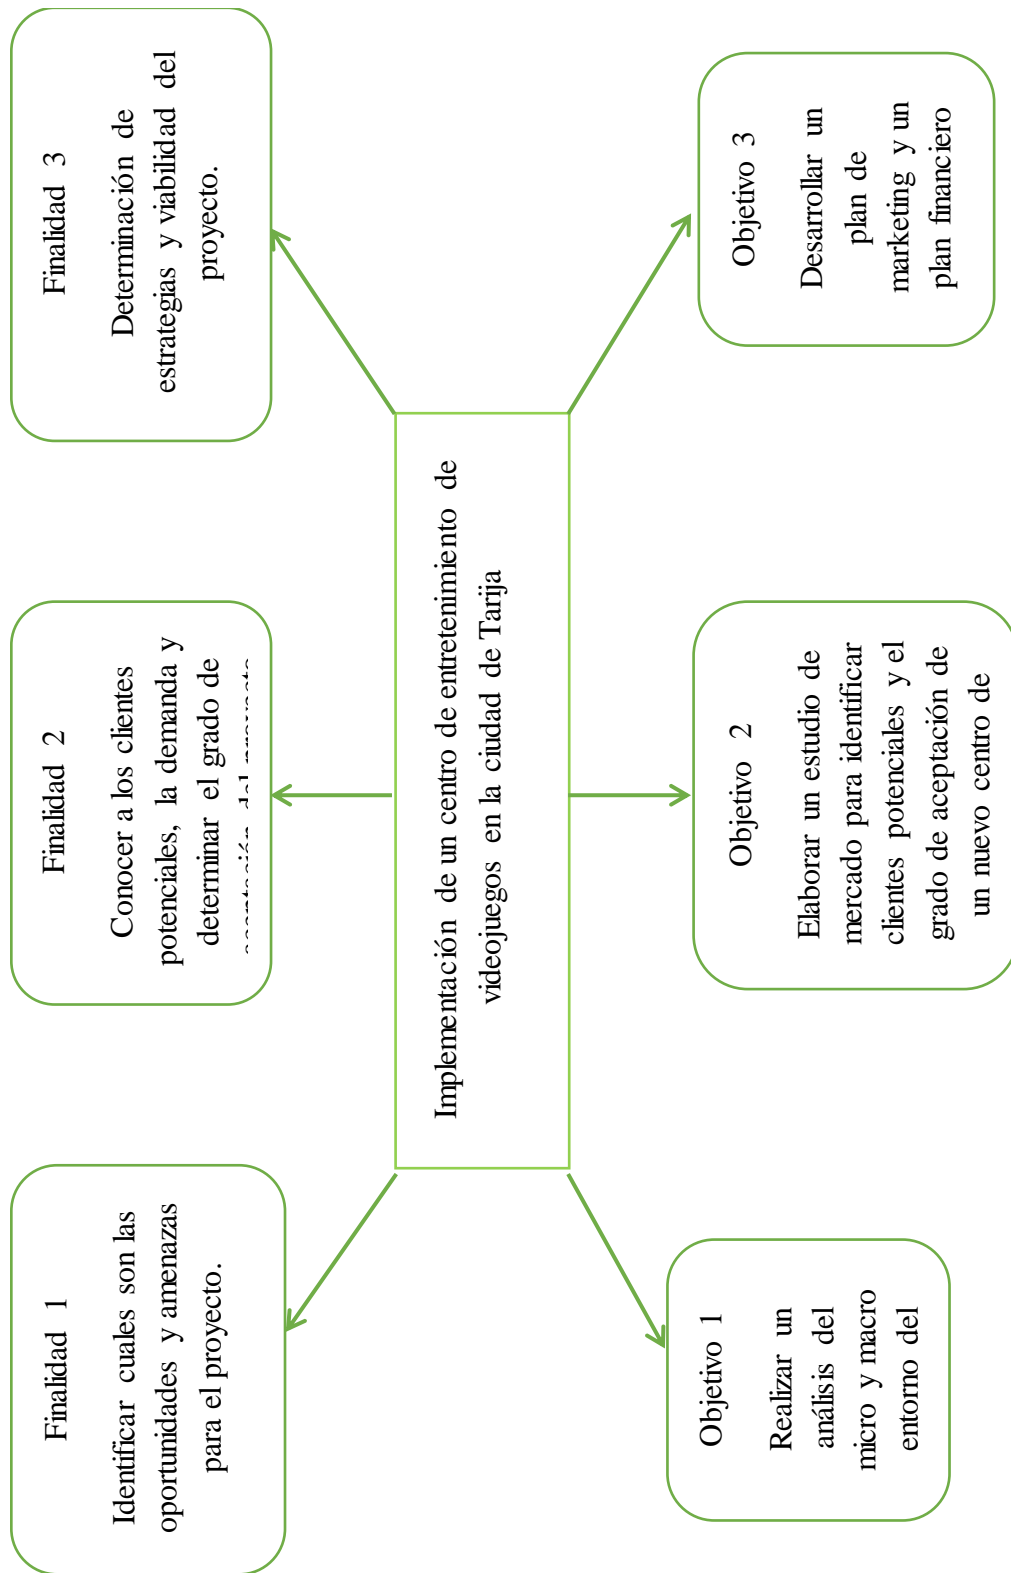 Finalidad 1
Identificar cuales son las
oportunidades y amenazas
para el proyecto.
Finalidad 2
Conocer a los clientes
potenciales, la demanda y
determinar el grado de
Finalidad 3
Determinación de
estrategias y viabilidad del
proyecto.
Implementación de un centro de entretenimiento de
videojuegos en la ciudad de Tarija
Objetivo 1
Realizar un
análisis del
micro y macro
entorno del
Objetivo 2
Elaborar un estudio de
mercado para identificar
clientes potenciales y el
grado de aceptación de
un nuevo centro de
Objetivo 3
Desarrollar un
plan de
marketing y un
plan financiero